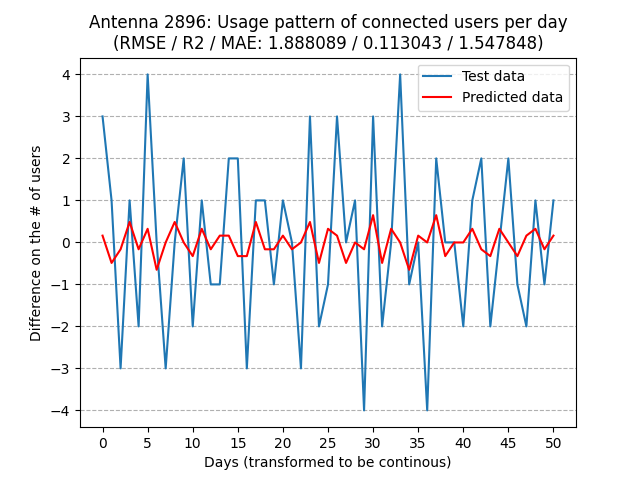 Antenna 2896: Usage pattern of connected users per day
(RMSE / R2 / MAE: 1.888089 / 0.113043 / 1.547848)
Test data
Predicted data
Difference on the # of users
4
3
2
1
0
−1
−2
−3
−4
0 5 10 15 20 25 30 35 40 45 50
Days (transformed to be continous)